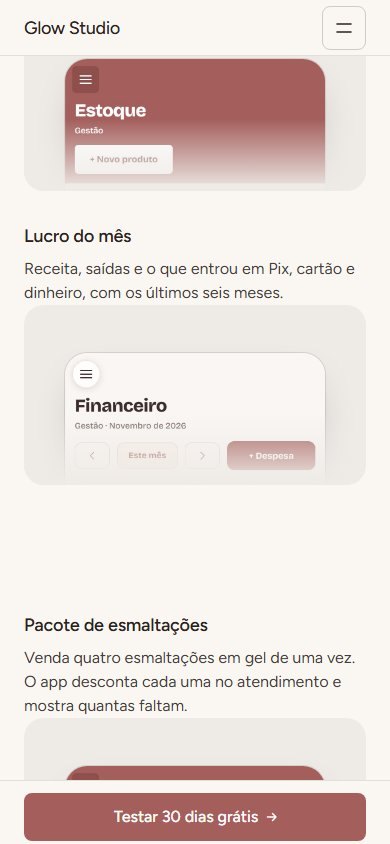 Glow Studio
Estoque
Gestão
+ Novo produto
Lucro do mês
Receita, saídas e o que entrou em Pix, cartão e
dinheiro, com os últimos seis meses.
Financeiro
Gestão · Novembro de 2026
Este mês
+ Despesa
Pacote de esmaltações
Venda quatro esmaltações em gel de uma vez.
O app desconta cada uma no atendimento e
mostra quantas faltam.
Testar 30 dias grátis →